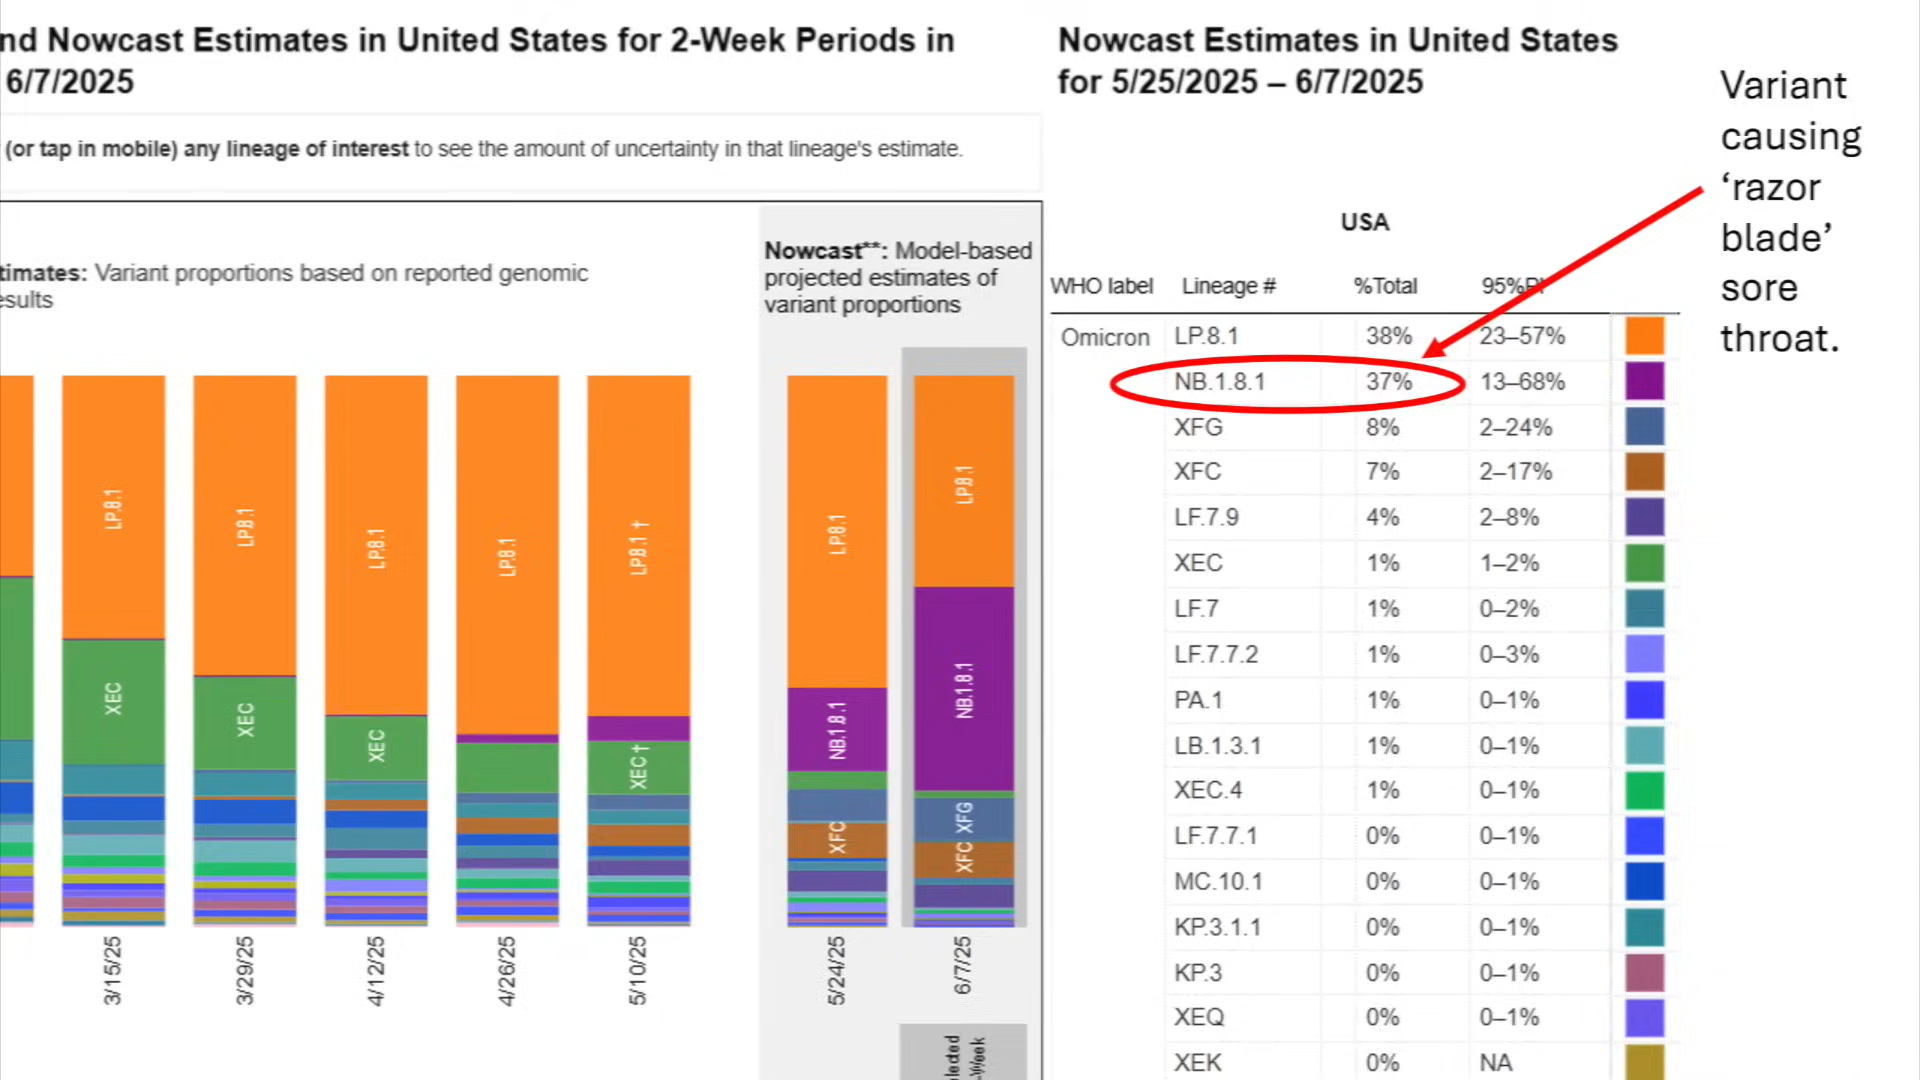 nd Nowcast Estimates in United States for 2-Week Periods in
6/7/2025
(or tap in mobile) any lineage of interest to see the amount of uncertainty in that lineage's estimate.
timates: Variant proportions based on reported genomic
esults
Nowcast**: Model-based
projected estimates of
variant proportions
LP.8.1
XEC
LP.8.1
XEC
LP.8.1
XEC
LP.8.1
LP.8.1 †
XEC †
LP.8.1
NB.1.8.1
XFC
LP.8.1
NB.1.8.1
XFG
XFC
3/15/25
3/29/25
4/12/25
4/26/25
5/10/25
5/24/25
6/7/25
Nowcast Estimates in United States
for 5/25/2025 – 6/7/2025
USA
WHO label Lineage # %Total 95%PI
Omicron LP.8.1 38% 23–57%
NB.1.8.1 37% 13–68%
XFG 8% 2–24%
XFC 7% 2–17%
LF.7.9 4% 2–8%
XEC 1% 1–2%
LF.7 1% 0–2%
LF.7.7.2 1% 0–3%
PA.1 1% 0–1%
LB.1.3.1 1% 0–1%
XEC.4 1% 0–1%
LF.7.7.1 0% 0–1%
MC.10.1 0% 0–1%
KP.3.1.1 0% 0–1%
KP.3 0% 0–1%
XEQ 0% 0–1%
XEK 0% NA
Variant
causing
‘razor
blade’
sore
throat.